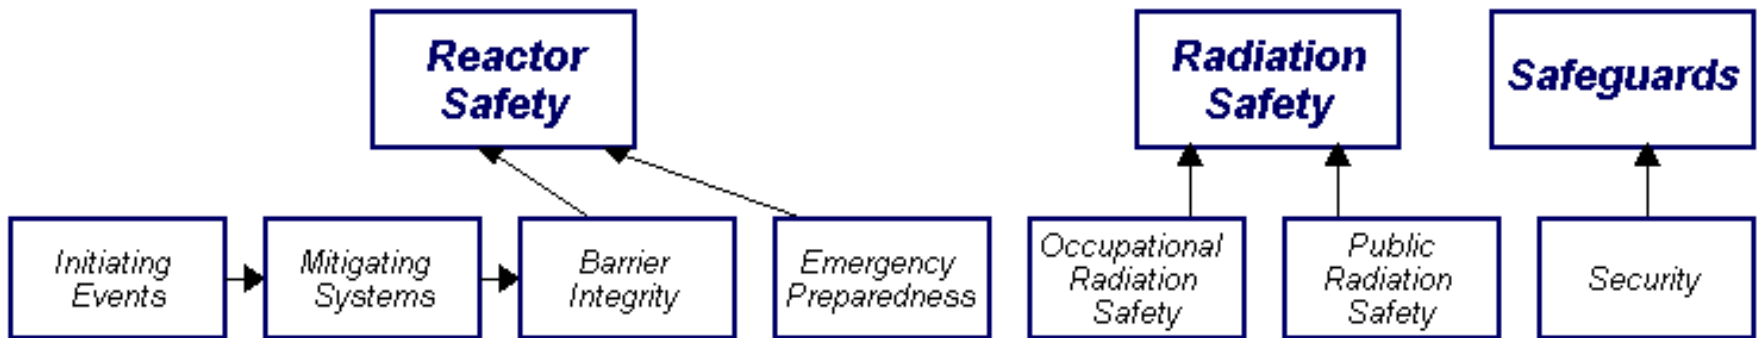 Reactor
Safety
Radiation
Safety
Safeguards
Initiating
Events
Mitigating
Systems
Barrier
Integrity
Emergency
Preparedness
Occupational
Radiation
Safety
Public
Radiation
Safety
Security